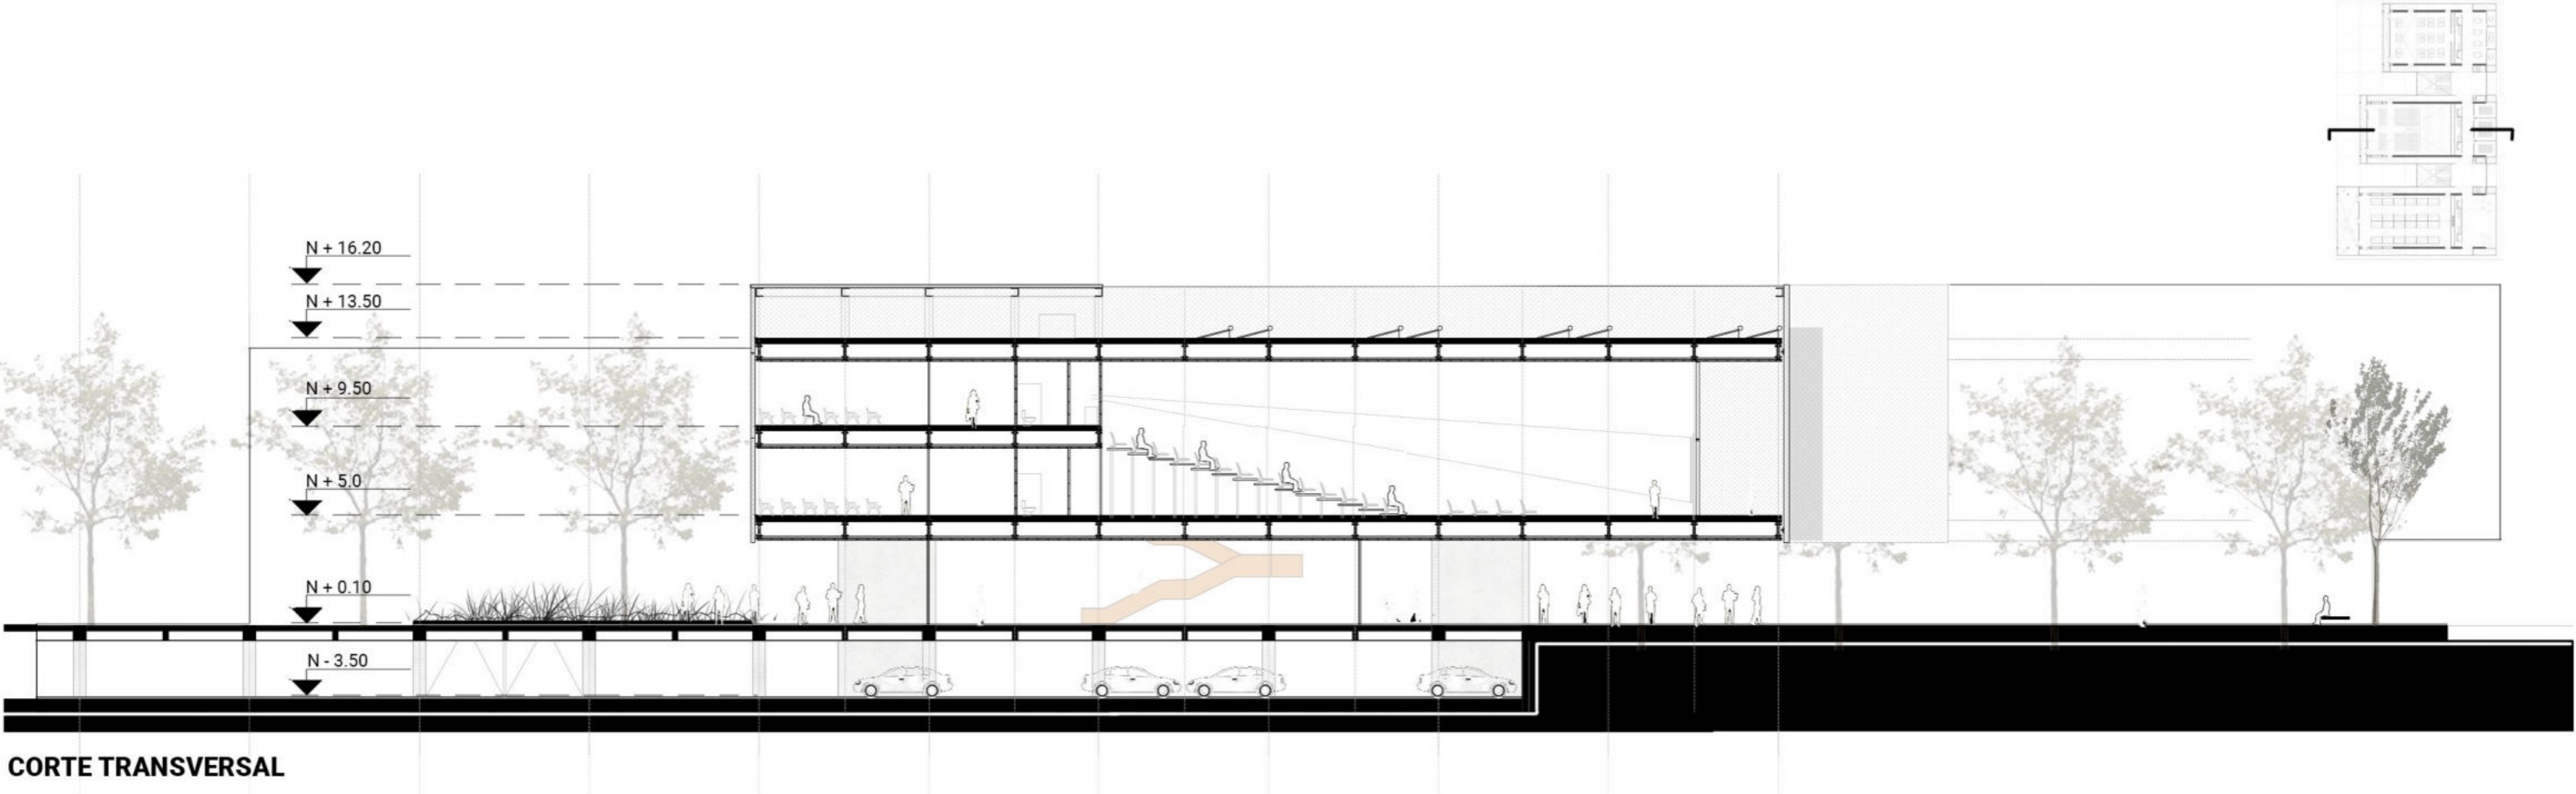 N + 16.20
N + 13.50
N + 9.50
N + 5.0
N + 0.10
N - 3.50
CORTE TRANSVERSAL